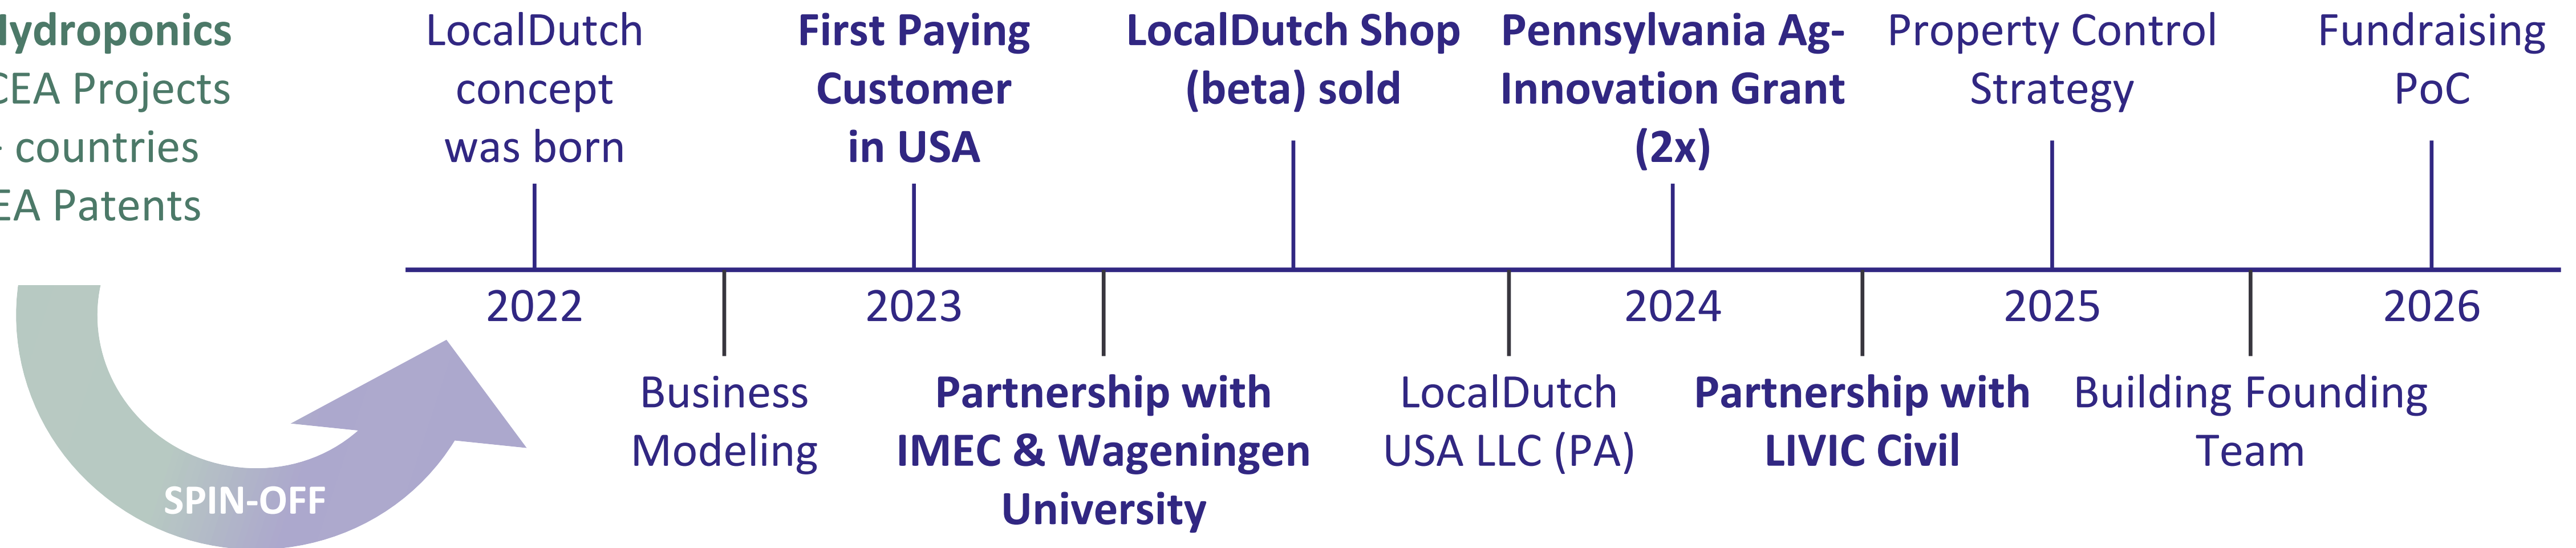 CEA Projects
countries
Patents
SPIN-OFF
LocalDutch
concept
was born
First Paying
Customer
in USA
LocalDutch Shop
(beta) sold
Pennsylvania Ag-
Innovation Grant
(2x)
Property Control
Strategy
Fundraising
PoC
2022
2023
2024
2025
2026
Business
Modeling
Partnership with
IMEC & Wageningen
University
LocalDutch
USA LLC (PA)
Partnership with
LIVIC Civil
Building Founding
Team